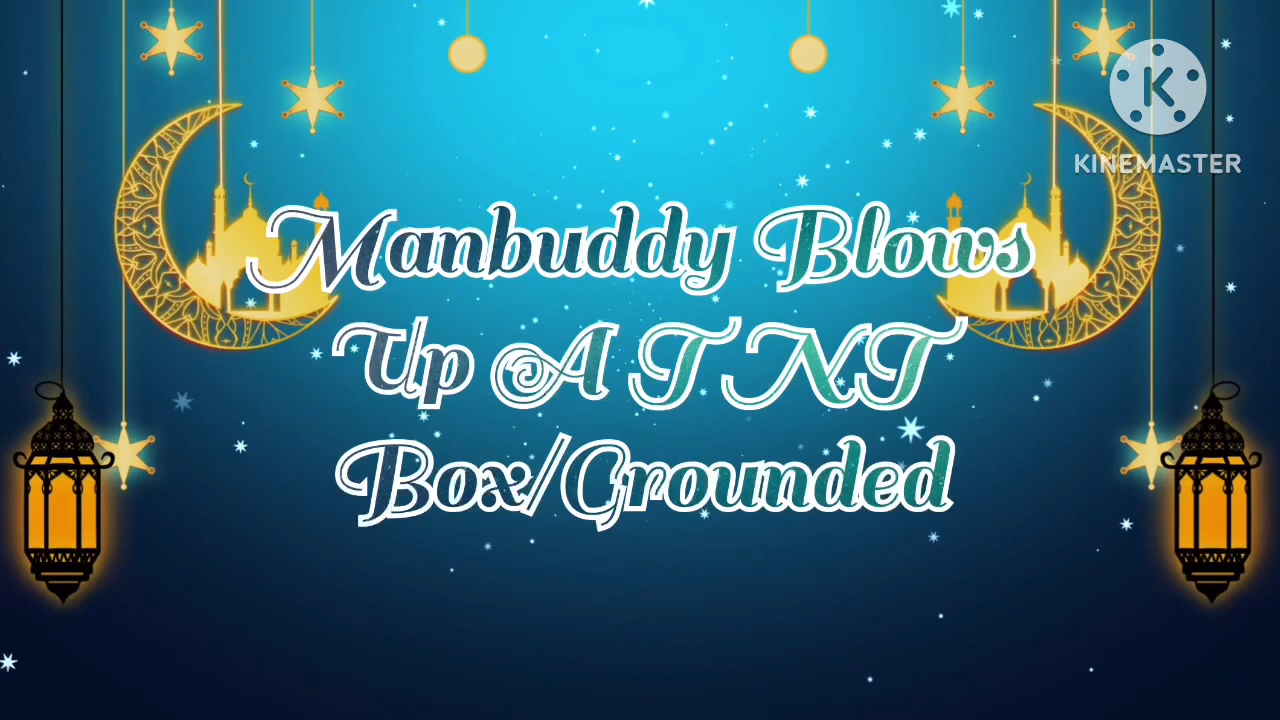 K
KINEMASTER
Manbuddy Blows
Up A TNT
Box/Grounded